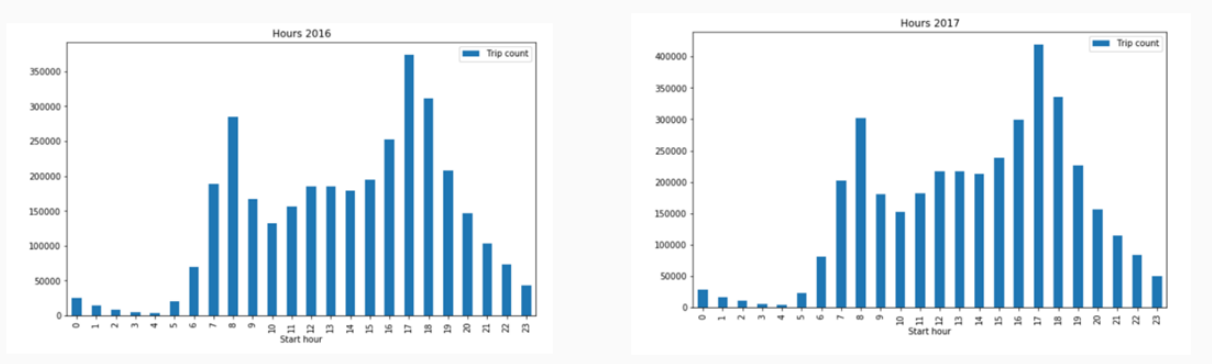 Hours 2016
Trip count
350000
300000
250000
200000
150000
100000
50000
0
0 1 2 3 4 5 6 7 8 9 10 11 12 13 14 15 16 17 18 19 20 21 22 23
Start hour
Hours 2017
Trip count
400000
350000
300000
250000
200000
150000
100000
50000
0
0 1 2 3 4 5 6 7 8 9 10 11 12 13 14 15 16 17 18 19 20 21 22 23
Start hour